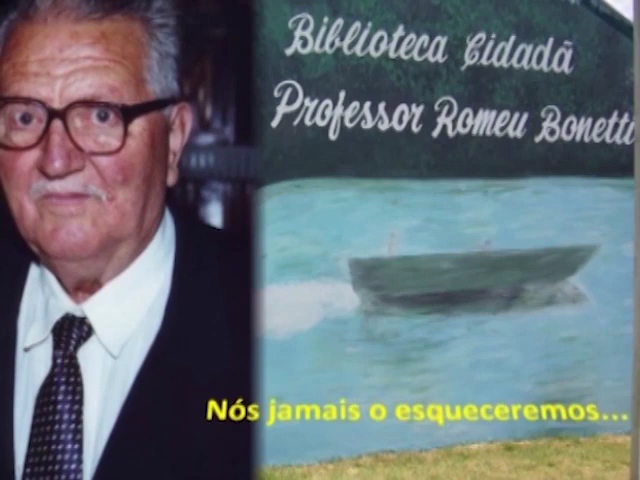 Biblioteca Cidadã
Professor Romeu Bonetti
Nós jamais o esqueceremos...